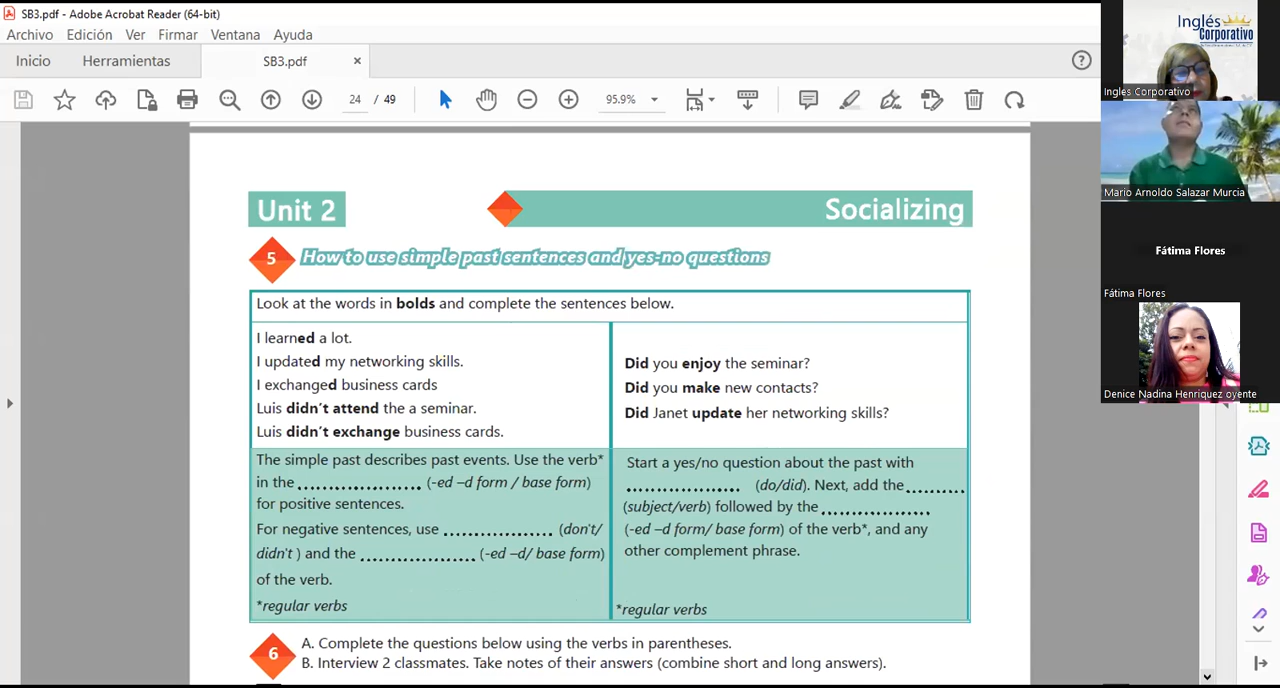 SB3.pdf - Adobe Acrobat Reader (64-bit)
Archivo Edición Ver Firmar Ventana Ayuda
Inicio Herramientas SB3.pdf ×
24 / 49 95.9%
Unit 2
Socializing
5 How to use simple past sentences and yes-no questions
Look at the words in bolds and complete the sentences below.
I learned a lot.
I updated my networking skills.
I exchanged business cards
Luis didn't attend the a seminar.
Luis didn't exchange business cards.
Did you enjoy the seminar?
Did you make new contacts?
Did Janet update her networking skills?
The simple past describes past events. Use the verb*
in the ..................... (-ed –d form / base form)
for positive sentences.
For negative sentences, use ................... (don't/
didn't ) and the .................... (-ed –d/ base form)
of the verb.
*regular verbs
Start a yes/no question about the past with
.................... (do/did). Next, add the ..........
(subject/verb) followed by the ...................
(-ed –d form/ base form) of the verb*, and any
other complement phrase.
*regular verbs
6 A. Complete the questions below using the verbs in parentheses.
B. Interview 2 classmates. Take notes of their answers (combine short and long answers).
Inglés
Corporativo
Ingles Corporativo
Mario Arnoldo Salazar Murcia
Fátima Flores
Fátima Flores
Denice Nadina Henriquez oyente